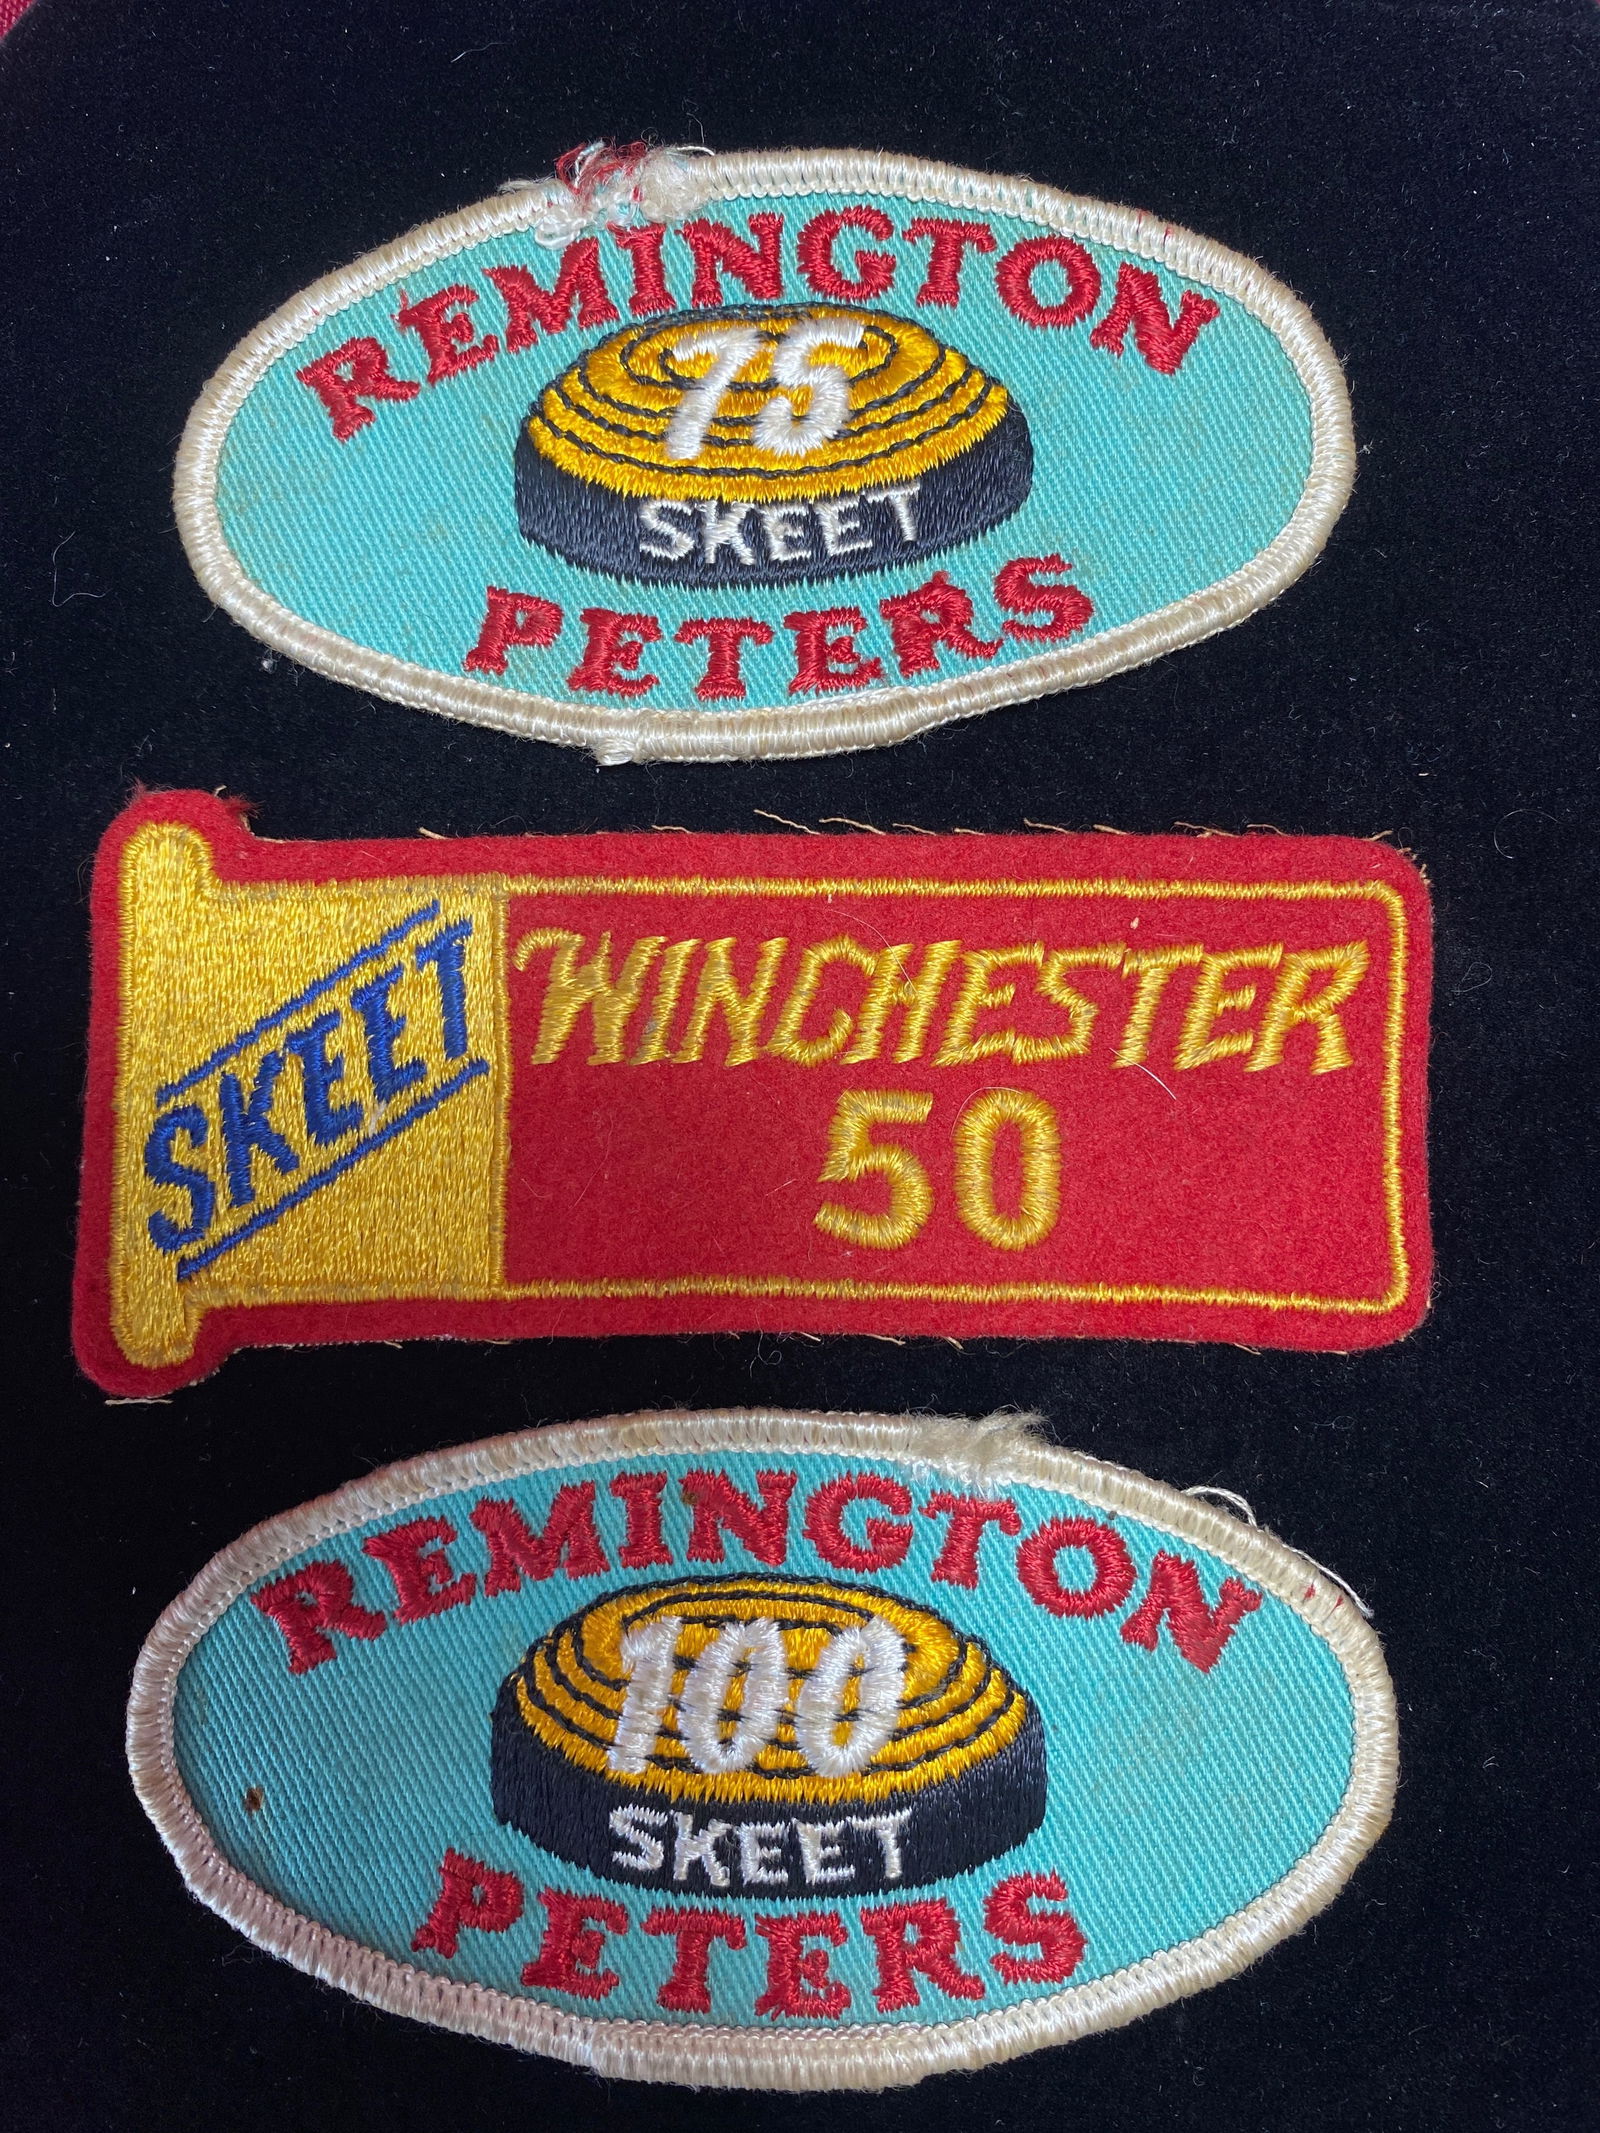 REMINGTON
75
SKEET
PETERS
SKEET
WINCHESTER
50
REMINGTON
100
SKEET
PETERS